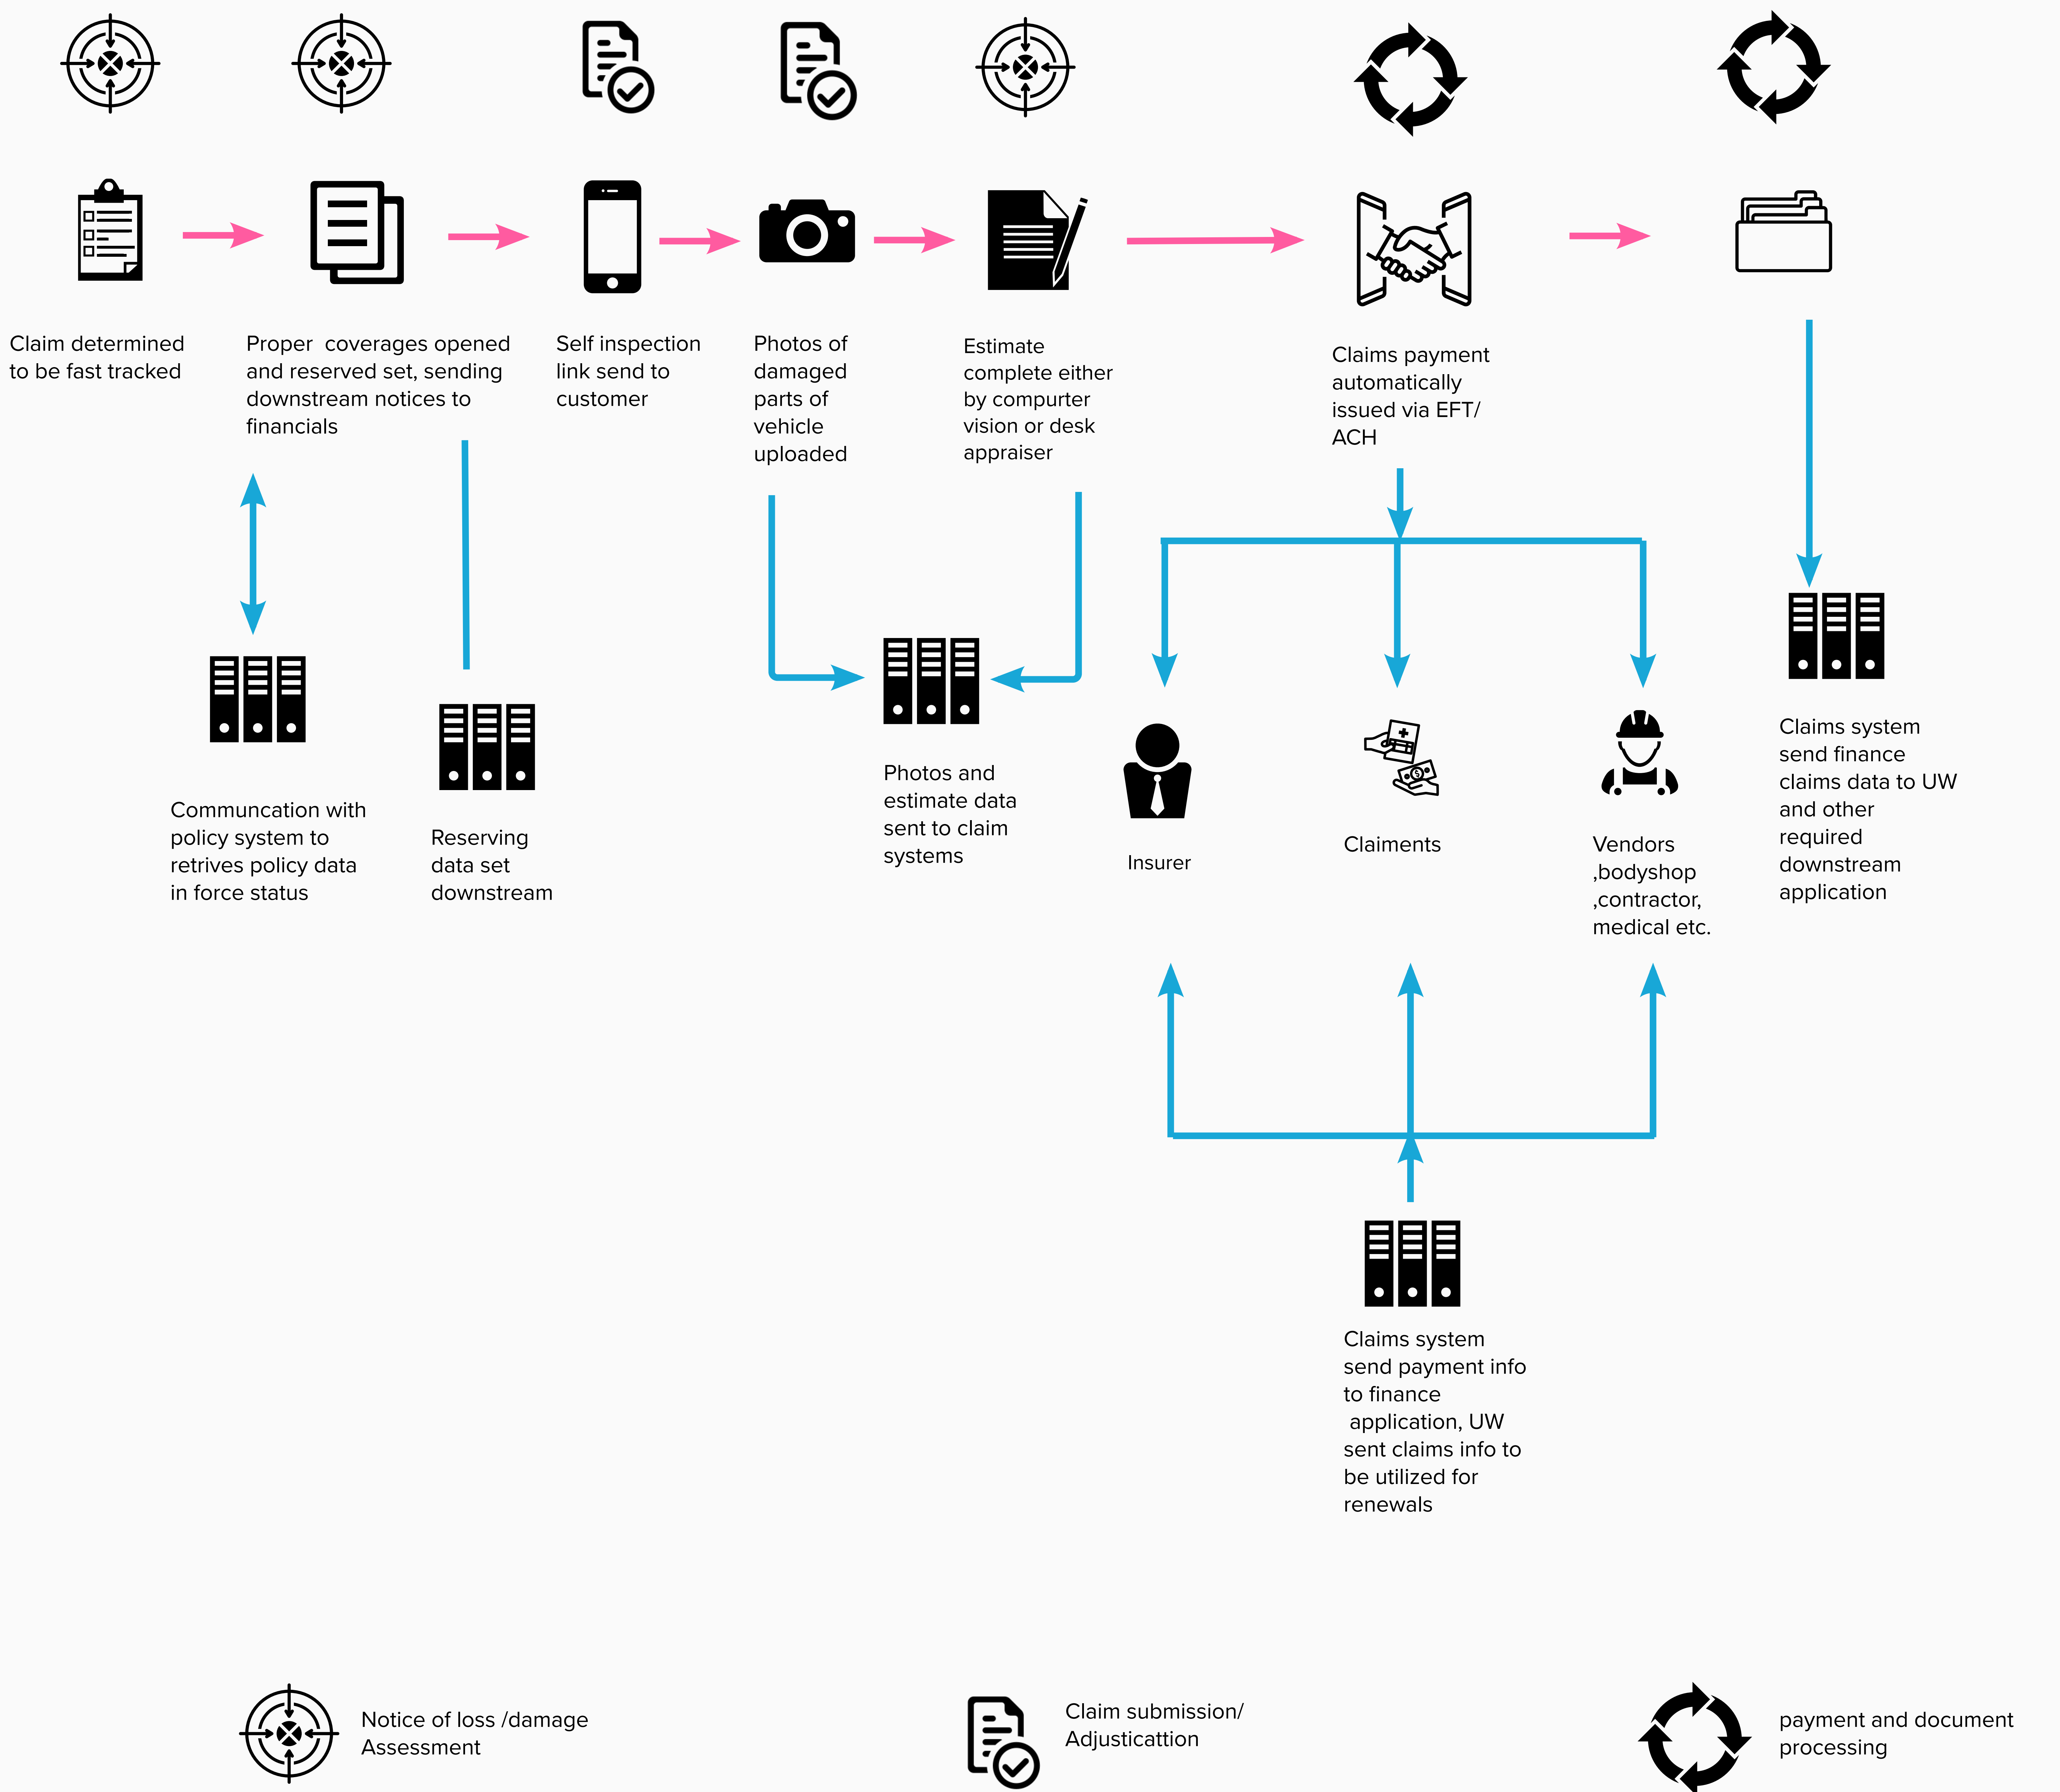 Claim determined
to be fast tracked
Proper  coverages opened
and reserved set, sending
downstream notices to
financials
Self inspection
link send to
customer
Photos of
damaged
parts of
vehicle
uploaded
Estimate
complete either
by compurter
vision or desk
appraiser
Claims payment
automatically
issued via EFT/
ACH
Communcation with
policy system to
retrives policy data
in force status
Reserving
data set
downstream
Photos and
estimate data
sent to claim
systems
Insurer
Claiments
Vendors
,bodyshop
,contractor,
medical etc.
Claims system
send finance
claims data to UW
and other
required
downstream
application
Claims system
send payment info
to finance
application, UW
sent claims info to
be utilized for
renewals
Notice of loss /damage
Assessment
Claim submission/
Adjusticattion
payment and document
processing